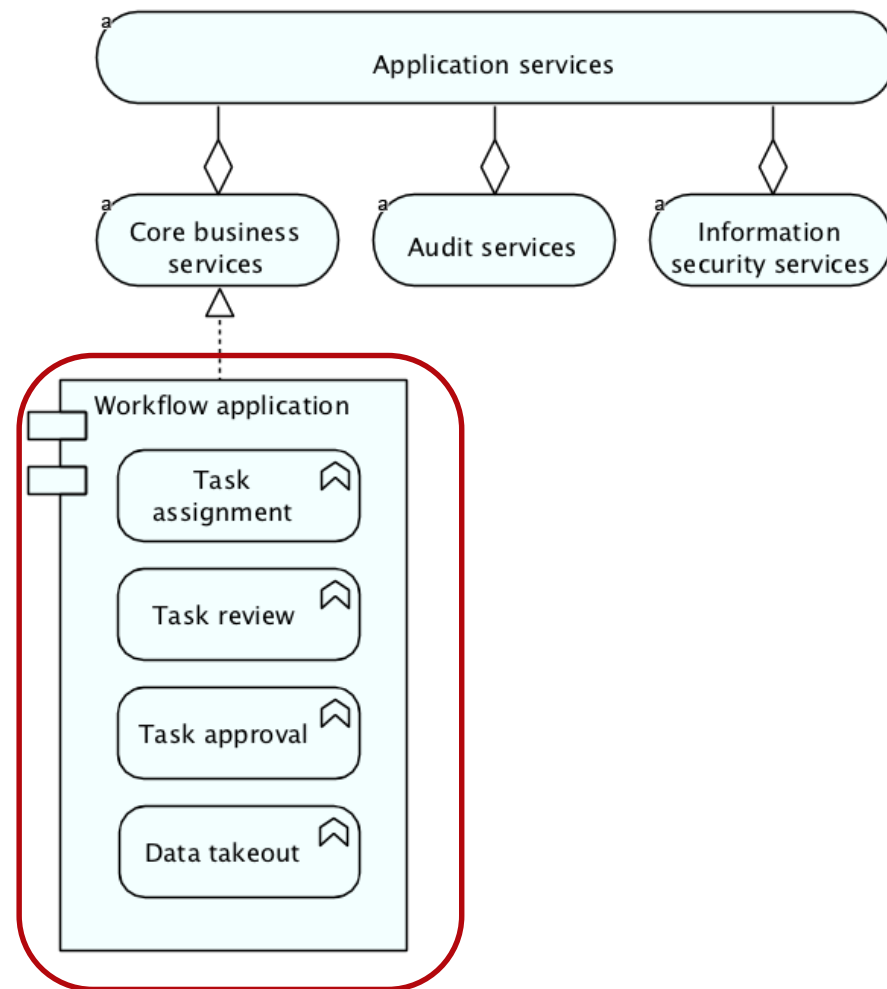 a
Application services
a
Core business
services
a
Audit services
a
Information
security services
Workflow application
Task
assignment
Task review
Task approval
Data takeout